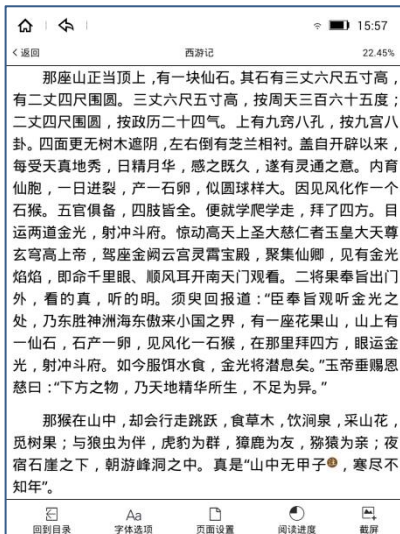 15:57
く返回 西游记 22.45%
那座山正当顶上,有一块仙石。其石有三丈六尺五寸高,
有二丈四尺围圆。三丈六尺五寸高,按周天三百六十五度;
二丈四尺围圆,按政历二十四气。上有九窍八孔,按九宫八
卦。四面更无树木遮阴,左右倒有芝兰相衬。盖自开辟以来,
每受天真地秀,日精月华,感之既久,遂有灵通之意。内育
仙胞,一日迸裂,产一石卵,似圆球样大。因见风化作一个
石猴。五官俱备,四肢皆全。便就学爬学走,拜了四方。目
运两道金光,射冲斗府。惊动高天上圣大慈仁者玉皇大天尊
玄穹高上帝,驾座金阙云宫灵霄宝殿,聚集仙卿,见有金光
焰焰,即命千里眼、顺风耳开南天门观看。二将果奉旨出门
外,看的真,听的明。须臾回报道:“臣奉旨观听金光之
处,乃东胜神洲海东傲来小国之界,有一座花果山,山上有
一仙石,石产一卵,见风化一石猴,在那里拜四方,眼运金
光,射冲斗府。如今服饵水食,金光将潜息矣。”玉帝垂赐恩
慈曰:“下方之物,乃天地精华所生,不足为异。”
那猴在山中,却会行走跳跃,食草木,饮涧泉,采山花,
觅树果;与狼虫为伴,虎豹为群,獐鹿为友,猕猿为亲;夜
宿石崖之下,朝游峰洞之中。真是“山中无甲子,寒尽不
知年”。
回到目录 字体选项 页面设置 阅读进度 截屏